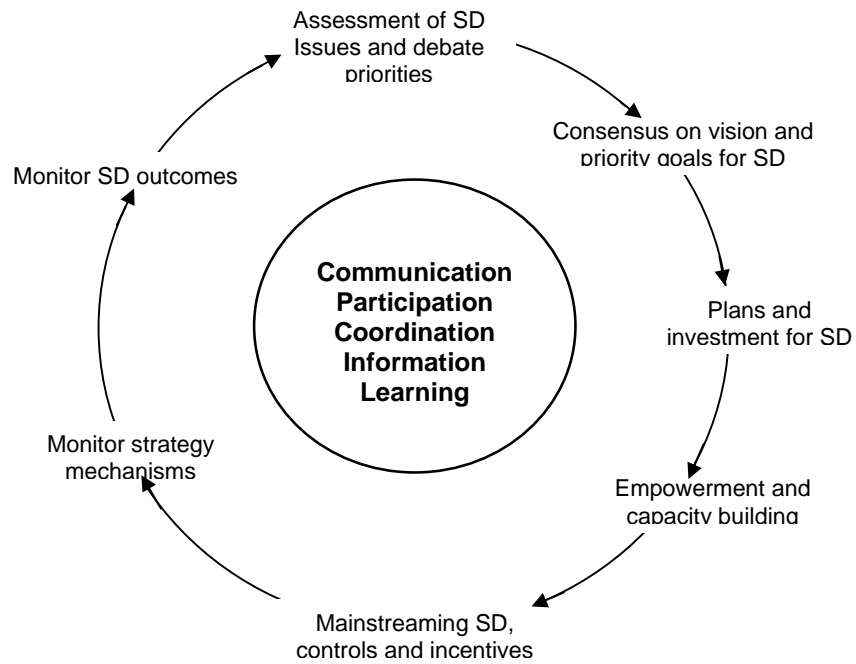 Assessment of SD
Issues and debate
priorities
Consensus on vision and
priority goals for SD
Plans and
investment for SD
Empowerment and
capacity building
Mainstreaming SD,
controls and incentives
Monitor strategy
mechanisms
Monitor SD outcomes
Communication
Participation
Coordination
Information
Learning